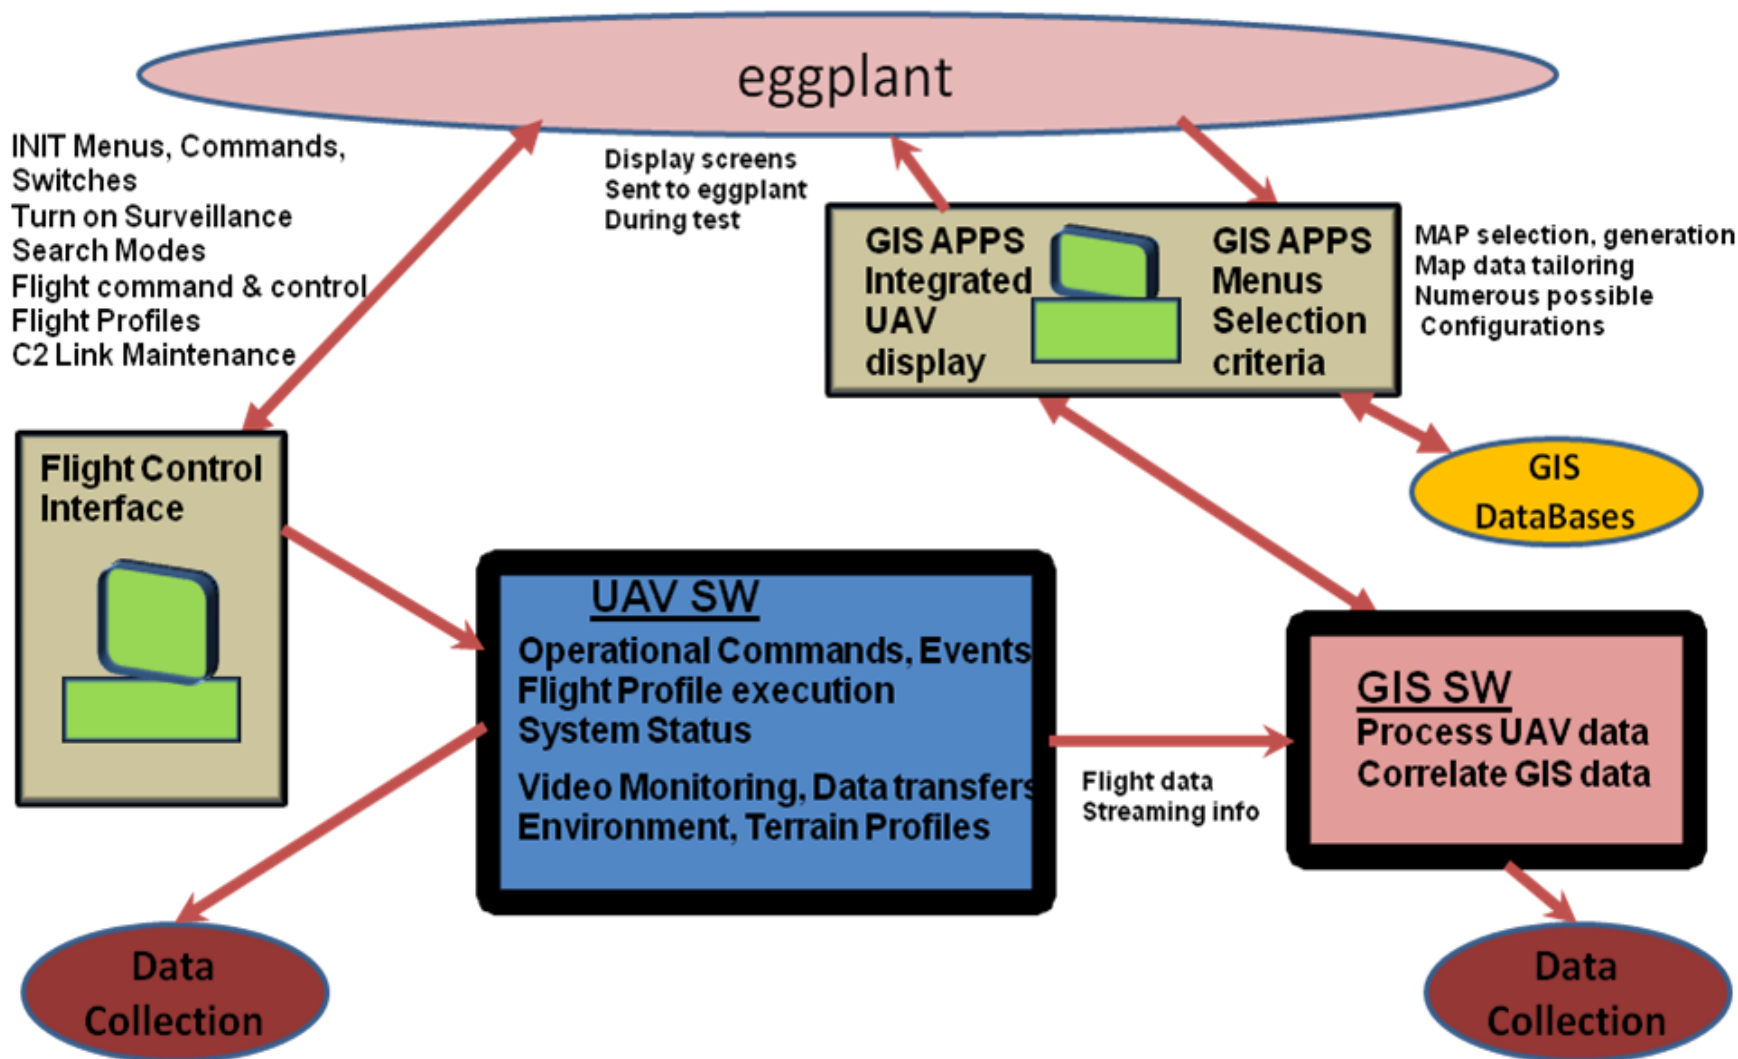 eggplant
INIT Menus, Commands,
Switches
Turn on Surveillance
Search Modes
Flight command & control
Flight Profiles
C2 Link Maintenance
Display screens
Sent to eggplant
During test
GIS APPS
Integrated
UAV
display
GIS APPS
Menus
Selection
criteria
MAP selection, generation
Map data tailoring
Numerous possible
Configurations
Flight Control
Interface
GIS
DataBases
UAV SW
Operational Commands, Events
Flight Profile execution
System Status
Video Monitoring, Data transfers
Environment, Terrain Profiles
Flight data
Streaming info
GIS SW
Process UAV data
Correlate GIS data
Data
Collection
Data
Collection